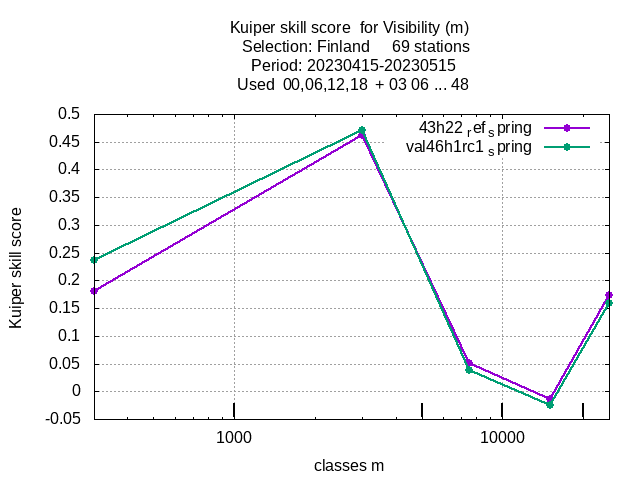 Kuiper skill score  for Visibility (m)
Selection: Finland     69 stations
Period: 20230415-20230515
Used  00,06,12,18  + 03 06 ... 48
43h22 ref spring
val46h1rc1 spring
0.5
0.45
0.4
0.35
0.3
0.25
0.2
0.15
0.1
0.05
0
-0.05
Kuiper skill score
1000
10000
classes m